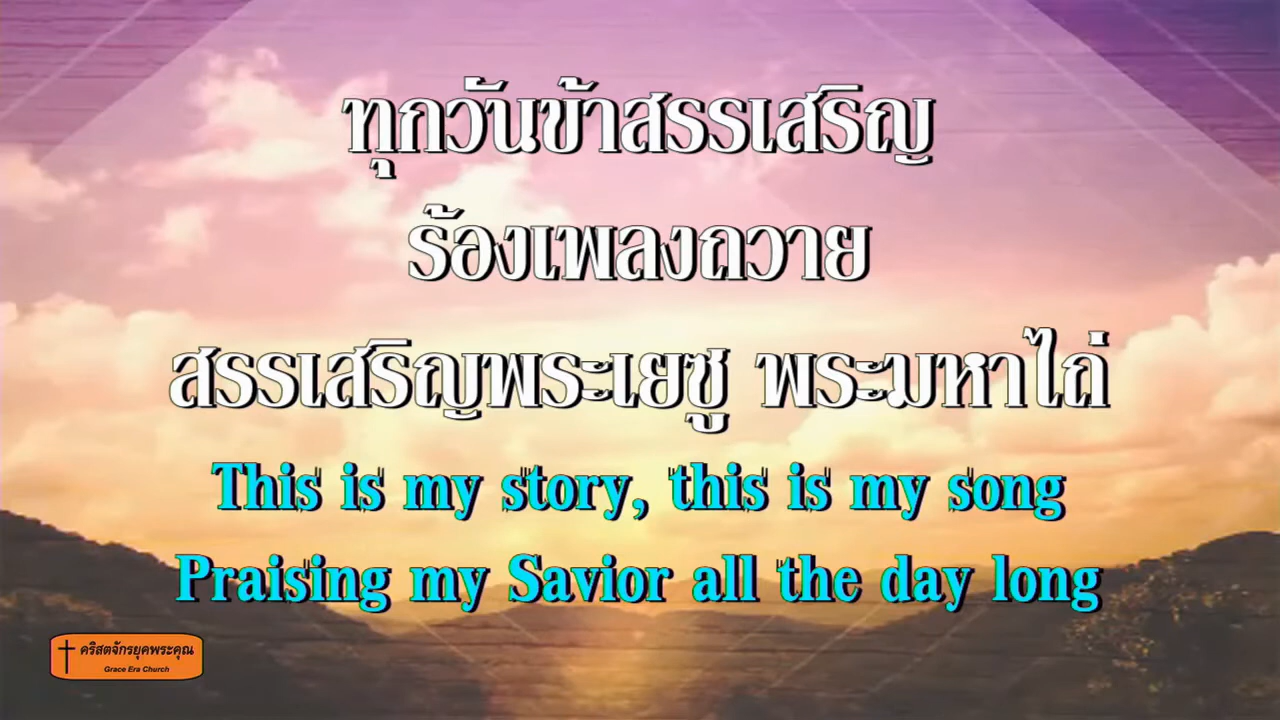 ทุกวันข้าสรรเสริญ
ร้องเพลงถวาย
สรรเสริญพระเยซู พระมหาไถ่
This is my story, this is my song
Praising my Savior all the day long
คริสตจักรยุคพระคุณ
Grace Era Church